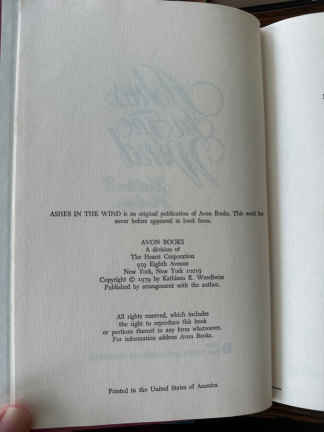 ASHES IN THE WIND is an original publication of Avon Books. This work has
never before appeared in book form.
AVON BOOKS
A division of
The Hearst Corporation
959 Eighth Avenue
New York, New York 10019
Copyright © 1979 by Kathleen E. Woodiwiss
Published by arrangement with the author.
All rights reserved, which includes
the right to reproduce this book
or portions thereof in any form whatsoever.
For information address Avon Books.
Printed in the United States of America